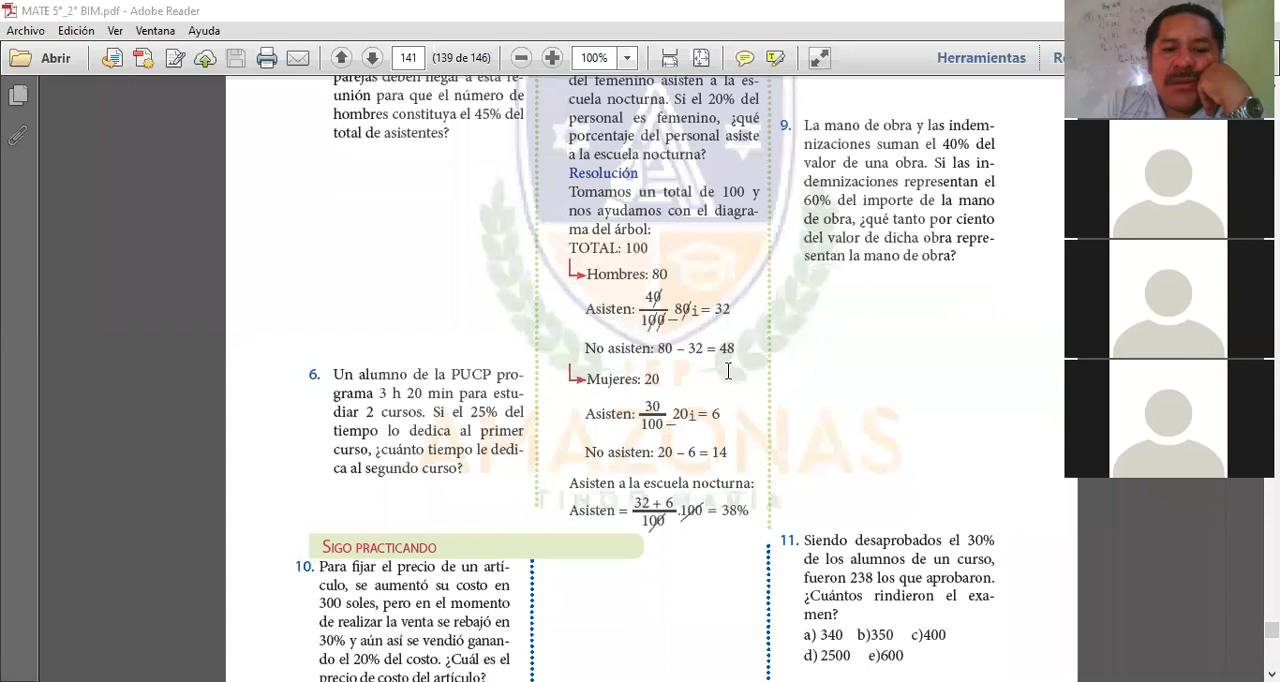 MATE 5°_2° BIM.pdf - Adobe Reader
Archivo Edición Ver Ventana Ayuda
Abrir 141 (139 de 146) 100% Herramientas
parejas deben llegar a esta re-
unión para que el número de
hombres constituya el 45% del
total de asistentes?
6. Un alumno de la PUCP pro-
grama 3 h 20 min para estu-
diar 2 cursos. Si el 25% del
tiempo lo dedica al primer
curso, ¿cuánto tiempo le dedi-
ca al segundo curso?
del femenino asisten a la es-
cuela nocturna. Si el 20% del
personal es femenino, ¿qué
porcentaje del personal asiste
a la escuela nocturna?
Resolución
Tomamos un total de 100 y
nos ayudamos con el diagra-
ma del árbol:
TOTAL: 100
Hombres: 80
Asisten: 40/100 80i = 32
No asisten: 80 – 32 = 48
Mujeres: 20
Asisten: 30/100 20i = 6
No asisten: 20 – 6 = 14
Asisten a la escuela nocturna:
Asisten = 32 + 6/100 .100 = 38%
9. La mano de obra y las indem-
nizaciones suman el 40% del
valor de una obra. Si las in-
demnizaciones representan el
60% del importe de la mano
de obra, ¿qué tanto por ciento
del valor de dicha obra repre-
sentan la mano de obra?
SIGO PRACTICANDO
10. Para fijar el precio de un artí-
culo, se aumentó su costo en
300 soles, pero en el momento
de realizar la venta se rebajó en
30% y aún así se vendió ganan-
do el 20% del costo. ¿Cuál es el
precio de costo del artículo?
11. Siendo desaprobados el 30%
de los alumnos de un curso,
fueron 238 los que aprobaron.
¿Cuántos rindieron el exa-
men?
a) 340 b)350 c)400
d) 2500 e)600
AMAZONAS